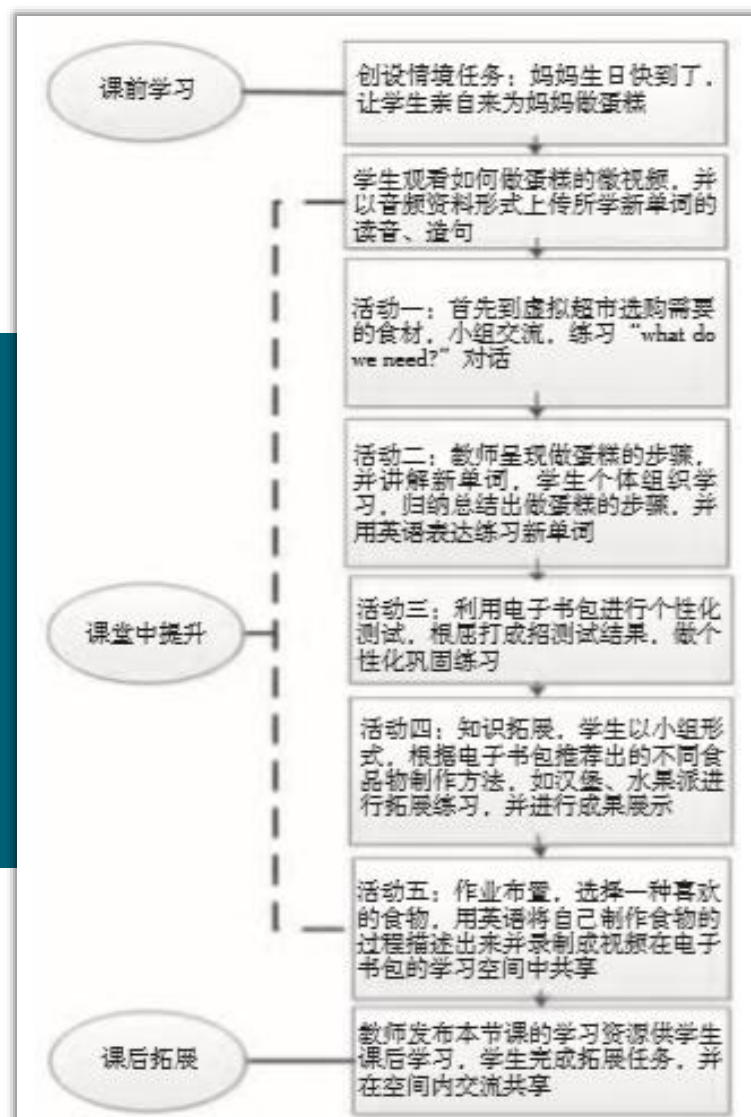 课前学习
创设情境任务：妈妈生日快到了，
让学生亲自来为妈妈做蛋糕
学生观看如何做蛋糕的微视频，并
以音频资料形式上传所学新单词的
读音、造句
活动一：首先到虚拟超市选购需要
的食材，小组交流，练习“what do
we need?”对话
活动二：教师呈现做蛋糕的步骤，
并讲解新单词，学生个体组织学
习，归纳总结出做蛋糕的步骤，并
用英语表达练习新单词
课堂中提升
活动三：利用电子书包进行个性化
测试，根屈打成招测试结果，做个
性化巩固练习
活动四：知识拓展，学生以小组形
式，根据电子书包推荐出的不同食
品物制作方法，如汉堡、水果派进
行拓展练习，并进行成果展示
活动五：作业布置，选择一种喜欢
的食物，用英语将自己制作食物的
过程描述出来并录制成视频在电子
书包的学习空间中共享
课后拓展
教师发布本节课的学习资源供学生
课后学习，学生完成拓展任务，并
在空间内交流共享